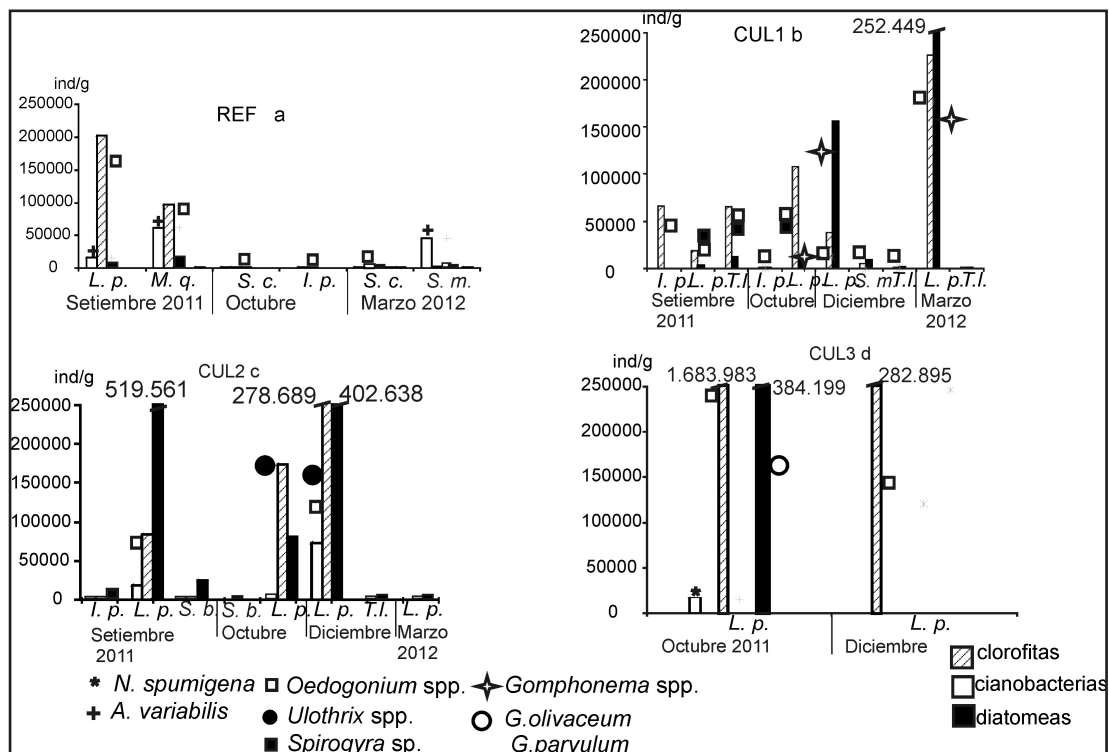 ind/g
REF a
250000
200000
150000
100000
50000
0
L. p. M. q. S. c. I. p. S. c. S. m.
Setiembre 2011 Octubre Marzo 2012
ind/g
CUL1 b
252.449
250000
200000
150000
100000
50000
0
I. p. L. p. T.I. I. p. L. p. L. p. S. m T.I. L. p. T.I.
Setiembre Octubre Diciembre Marzo
2011 2012
CUL2 c
ind/g
519.561 278.689 402.638
250000
200000
150000
100000
50000
0
I. p. L. p. S. b. S. b. L. p. L. p. T.I. L. p.
Setiembre Octubre Diciembre Marzo
2011 2012
CUL3 d
ind/g
1.683.983 384.199 282.895
250000
200000
150000
100000
50000
0
L. p. L. p.
Octubre 2011 Diciembre
N. spumigena Oedogonium spp. Gomphonema spp.
A. variabilis Ulothrix spp. G.olivaceum
Spirogyra sp. G.parvulum
clorofitas
cianobacterias
diatomeas